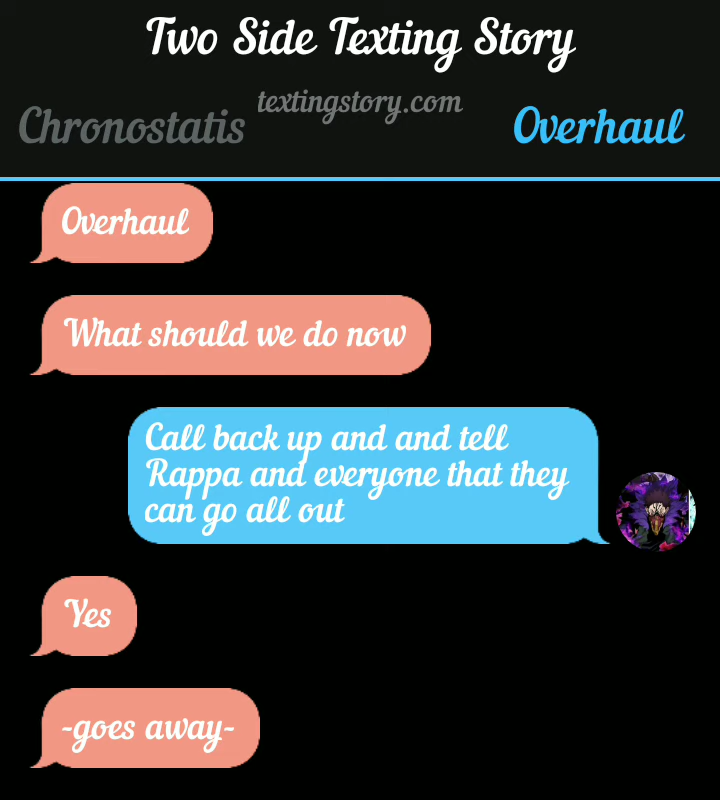 Two Side Texting Story
textingstory.com
Chronostatis
Overhaul
Overhaul
What should we do now
Call back up and and tell
Rappa and everyone that they
can go all out
Yes
-goes away-